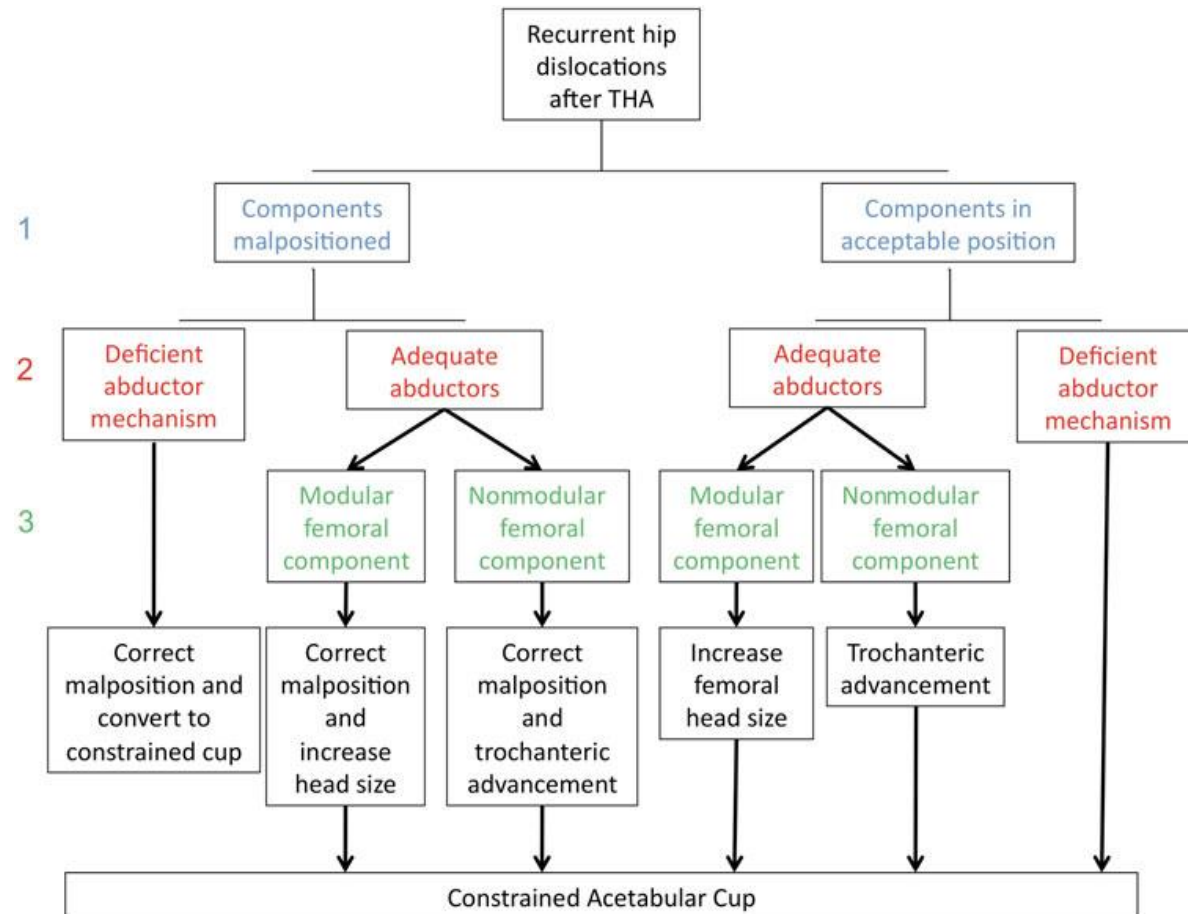 Recurrent hip
dislocations
after THA
1
Components
malpositioned
Components in
acceptable position
2
Deficient
abductor
mechanism
Adequate
abductors
Adequate
abductors
Deficient
abductor
mechanism
3
Modular
femoral
component
Nonmodular
femoral
component
Modular
femoral
component
Nonmodular
femoral
component
Correct
malposition and
convert to
constrained cup
Correct
malposition
and
increase
head size
Correct
malposition
and
trochanteric
advancement
Increase
femoral
head size
Trochanteric
advancement
Constrained Acetabular Cup